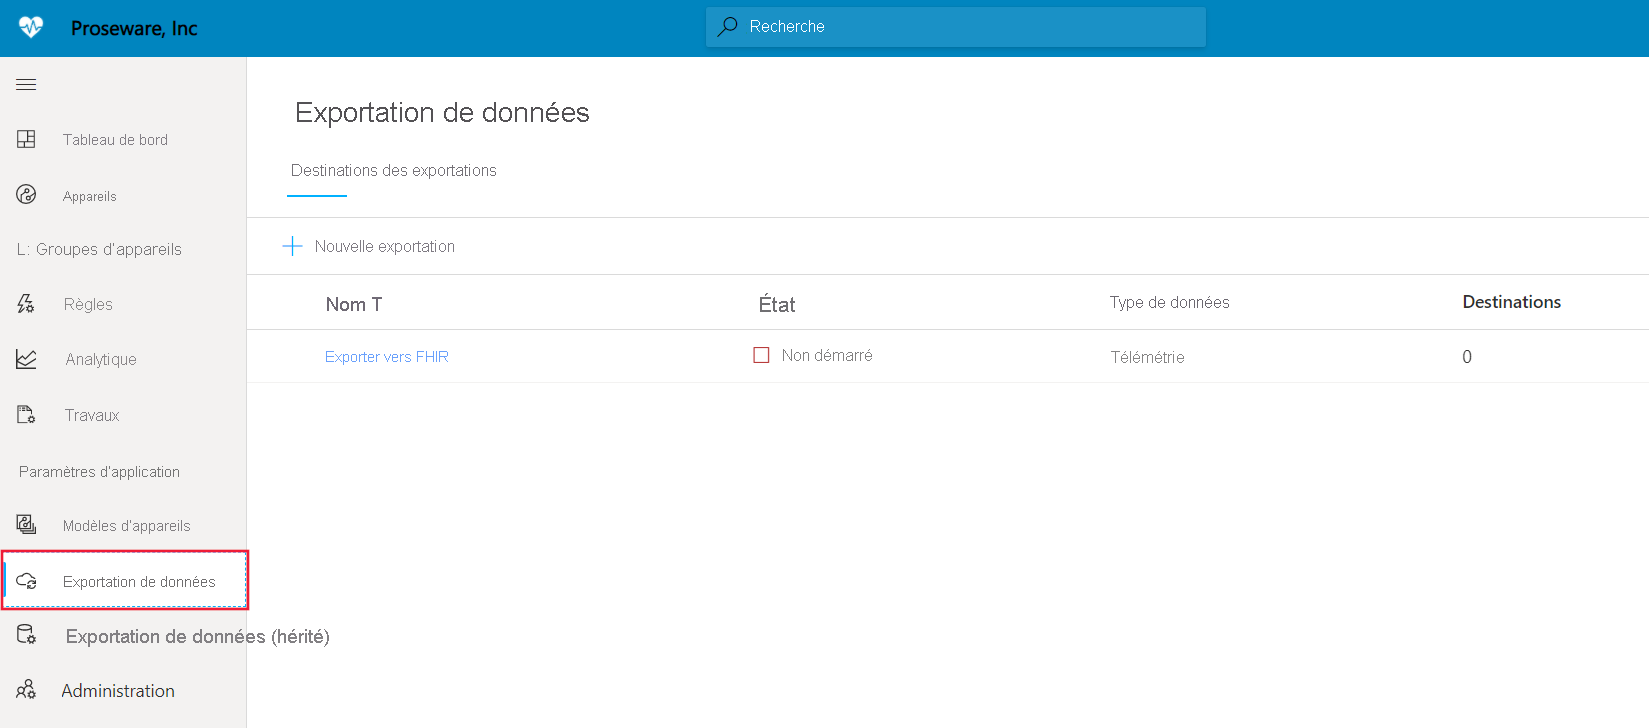 Proseware, Inc
Recherche
Tableau de bord
Appareils
L: Groupes d'appareils
Règles
Analytique
Travaux
Paramètres d'application
Modèles d'appareils
Exportation de données
Exportation de données (hérité)
Administration
Exportation de données
Destinations des exportations
Nouvelle exportation
Nom T État Type de données Destinations
Exporter vers FHIR Non démarré Télémétrie 0